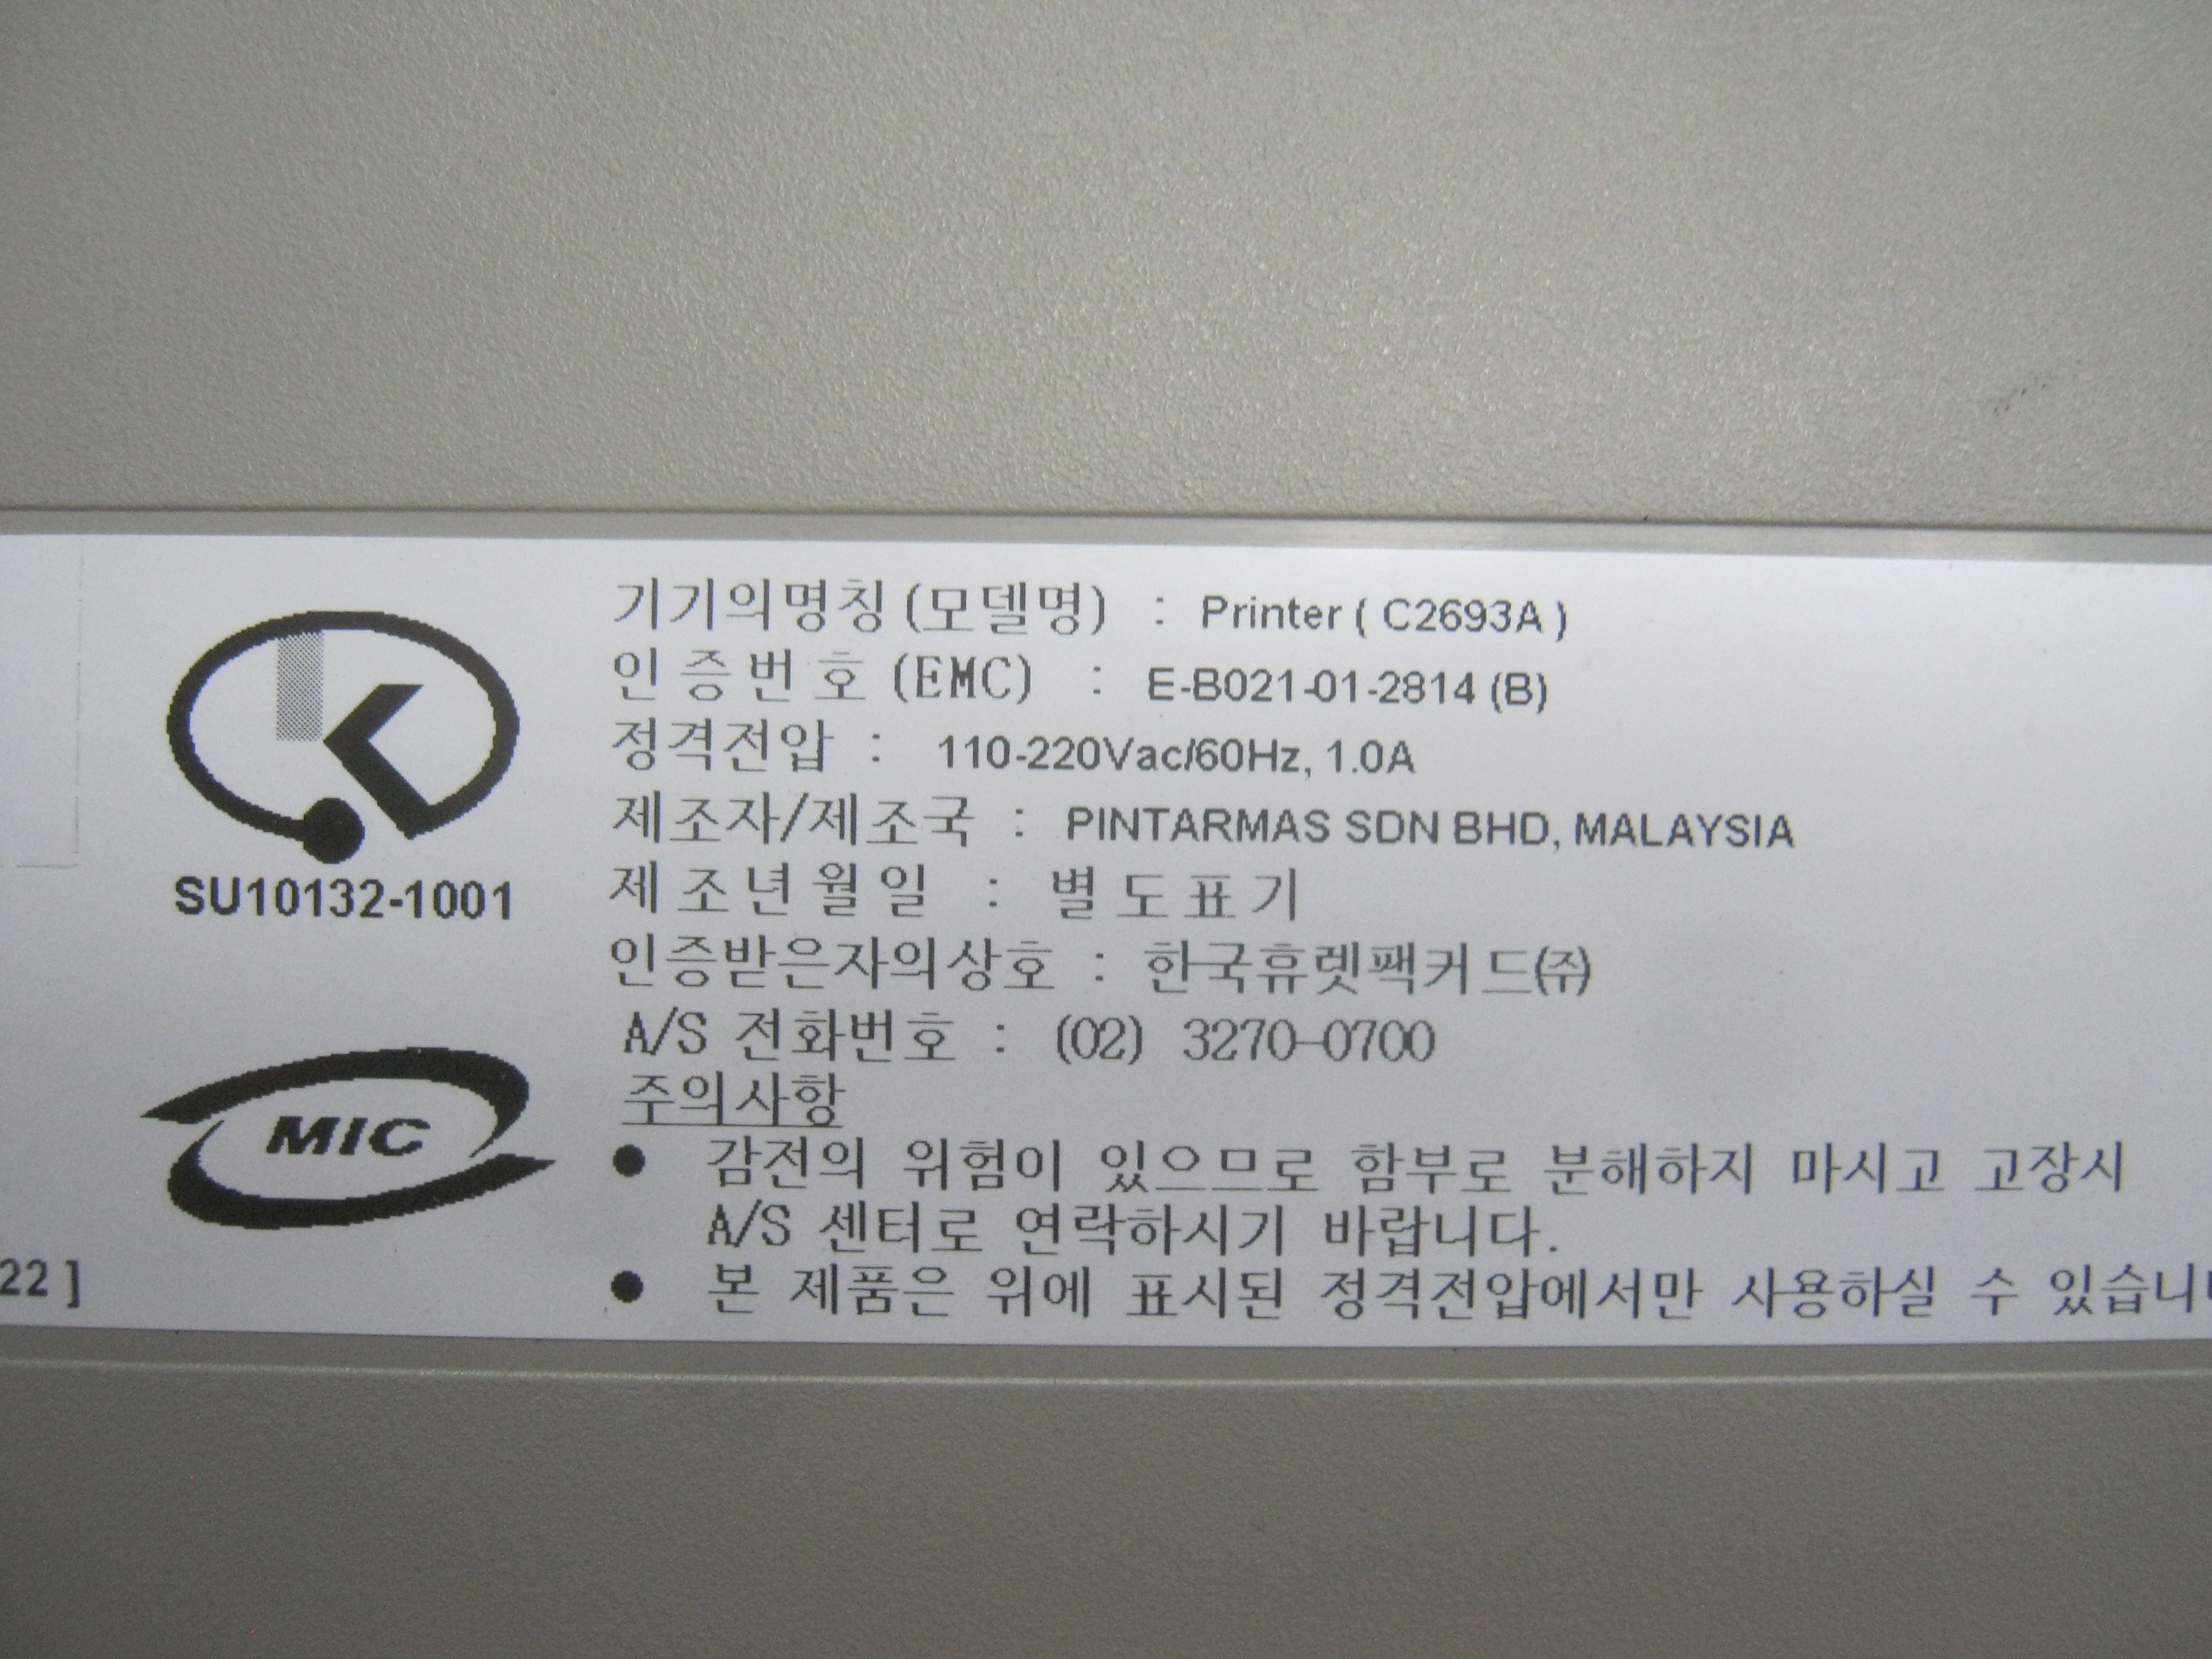 기기의명칭(모델명) : Printer ( C2693A )
인증번호(EMC) : E-B021-01-2814 (B)
정격전압 : 110-220Vac/60Hz, 1.0A
제조자/제조국 : PINTARMAS SDN BHD, MALAYSIA
제조년월일 : 별도표기
SU10132-1001
인증받은자의상호 : 한국휴렛팩커드(주)
A/S 전화번호 : (02) 3270-0700
주의사항
MIC
● 감전의 위험이 있으므로 함부로 분해하지 마시고 고장시
A/S 센터로 연락하시기 바랍니다.
22 ]
● 본 제품은 위에 표시된 정격전압에서만 사용하실 수 있습니